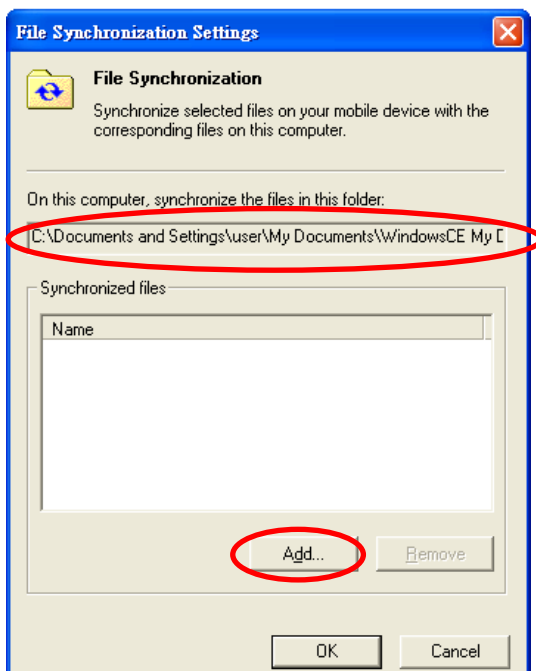 File Synchronization Settings
File Synchronization
Synchronize selected files on your mobile device with the
corresponding files on this computer.
On this computer, synchronize the files in this folder:
C:\Documents and Settings\user\My Documents\WindowsCE My D
Synchronized files
Name
Add...
Remove
OK
Cancel